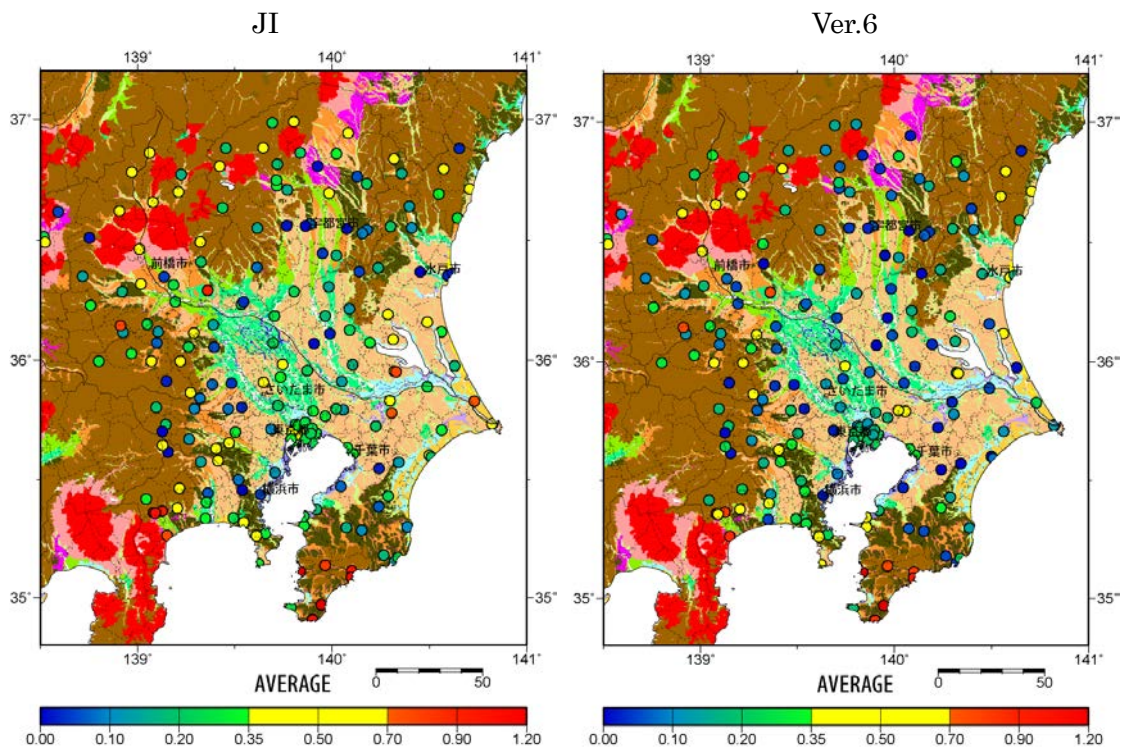 JI Ver.6
139° 140° 141° 139° 140° 141°
37° 37° 37°
宇都宮市 宇都宮市
前橋市 水戸市 前橋市 水戸市
36° 36° 36°
さいたま市 さいたま市
東京 東京
千葉市 千葉市
横浜市 横浜市
35° 35° 35°
139° 140° 141° 139° 140° 141°
AVERAGE 0 50 AVERAGE 0 50
0.00 0.10 0.20 0.35 0.50 0.70 0.90 1.20 0.00 0.10 0.20 0.35 0.50 0.70 0.90 1.20